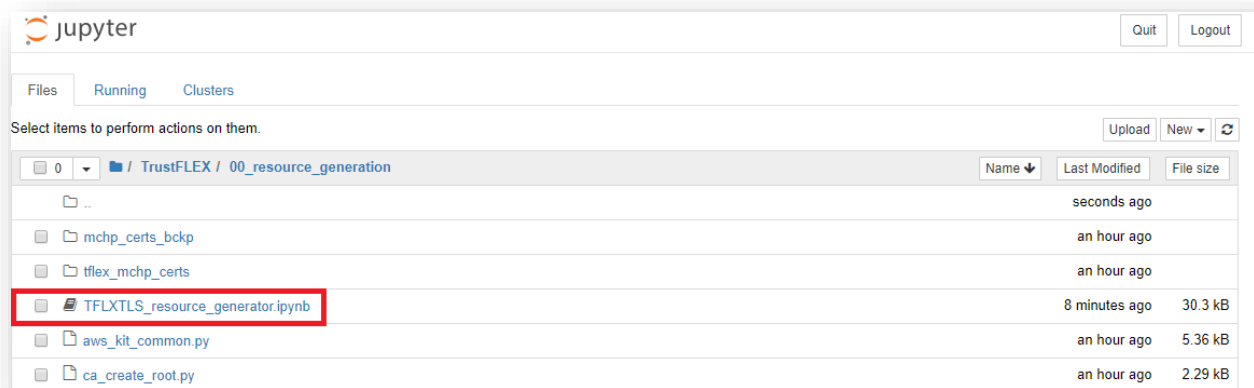 jupyter
Quit Logout
Files Running Clusters
Select items to perform actions on them.
Upload New
0 / TrustFLEX / 00_resource_generation Name Last Modified File size
.. seconds ago
mchp_certs_bckp an hour ago
tflex_mchp_certs an hour ago
TFLXTLS_resource_generator.ipynb 8 minutes ago 30.3 kB
aws_kit_common.py an hour ago 5.36 kB
ca_create_root.py an hour ago 2.29 kB